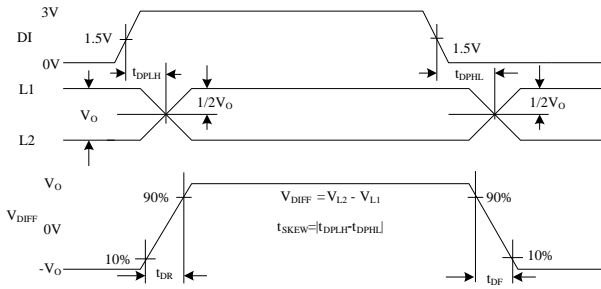 3V
DI
1.5V
1.5V
0V
tDPLH
tDPHL
L1
VO
1/2VO
1/2VO
L2
VO
90%
VDIFF = VL2 - VL1
90%
VDIFF
0V
tSKEW=|tDPLH-tDPHL|
10%
10%
-VO
tDR
tDF